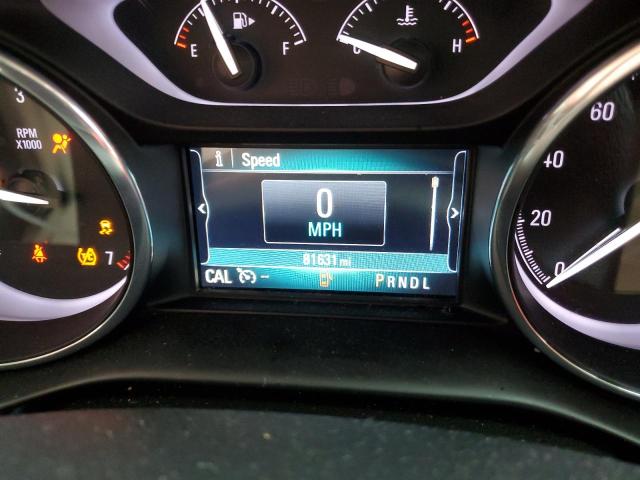 E F
C H
3
RPM
X1000
7
i Speed
0
MPH
81631 mi
CAL PRNDL
60
40
20
0